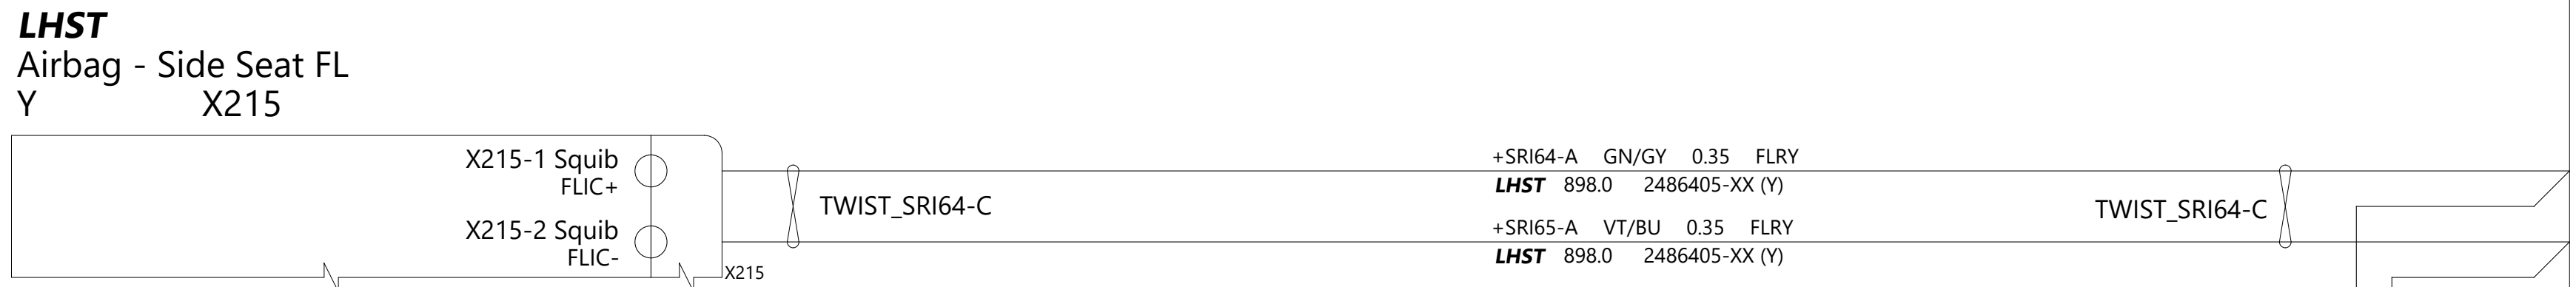 LHST
Airbag - Side Seat FL
Y X215
X215-1 Squib
FLIC+
X215-2 Squib
FLIC-
X215
TWIST_SRI64-C
+SRI64-A GN/GY 0.35 FLRY
LHST 898.0 2486405-XX (Y)
+SRI65-A VT/BU 0.35 FLRY
LHST 898.0 2486405-XX (Y)
TWIST_SRI64-C